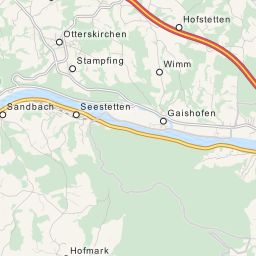 Hofstetten
Otterskirchen
Stampfing
Wimm
Sandbach
Seestetten
Gaishofen
Hofmark